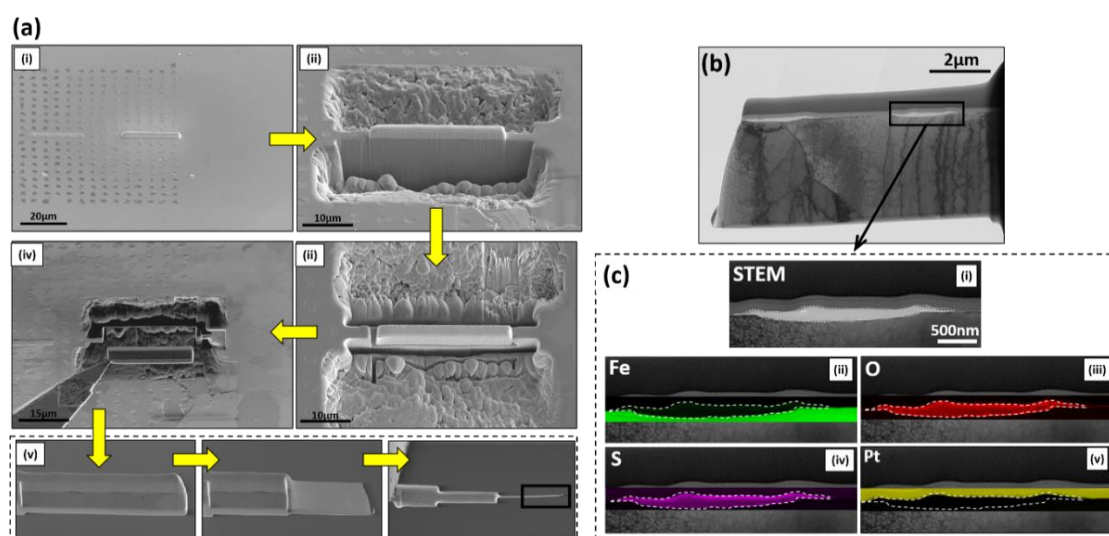 (a)
(i)
20μm
(ii)
10μm
(iv)
15μm
(ii)
10μm
(v)
(b)
2μm
(c)
STEM
(i)
500nm
Fe
(ii)
O
(iii)
S
(iv)
Pt
(v)